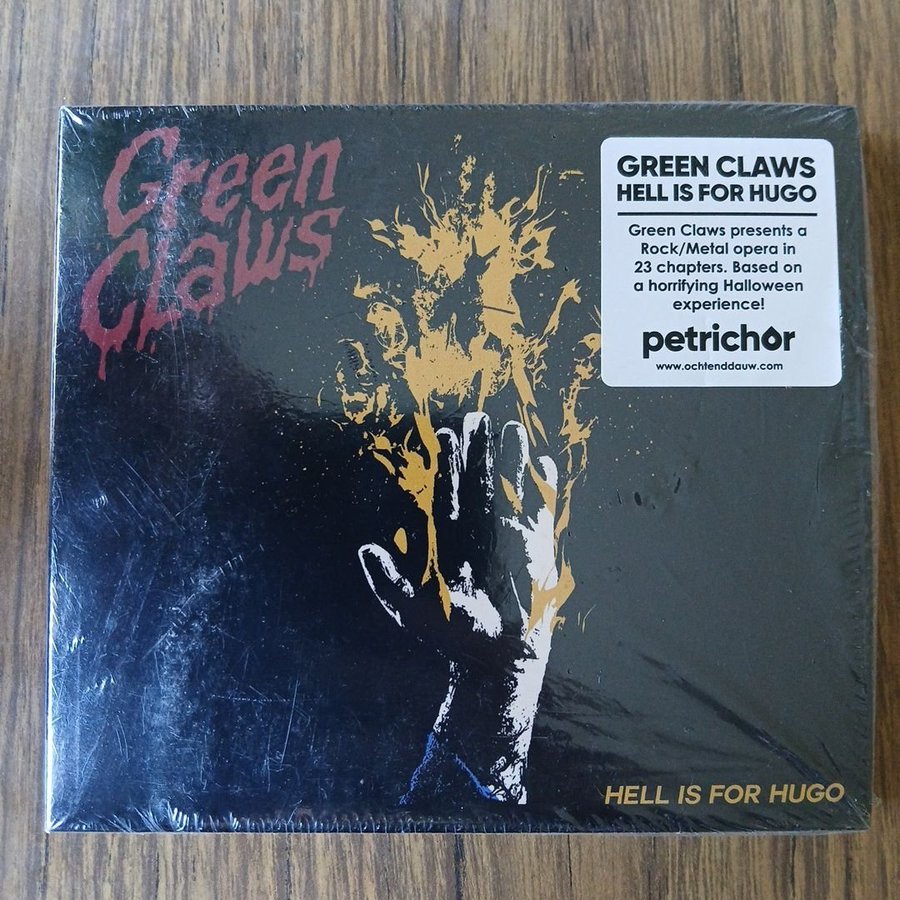 Green
Claws
GREEN CLAWS
HELL IS FOR HUGO
Green Claws presents a
Rock/Metal opera in
23 chapters. Based on
a horrifying Halloween
experience!
petrichor
www.ochtenddauw.com
HELL IS FOR HUGO